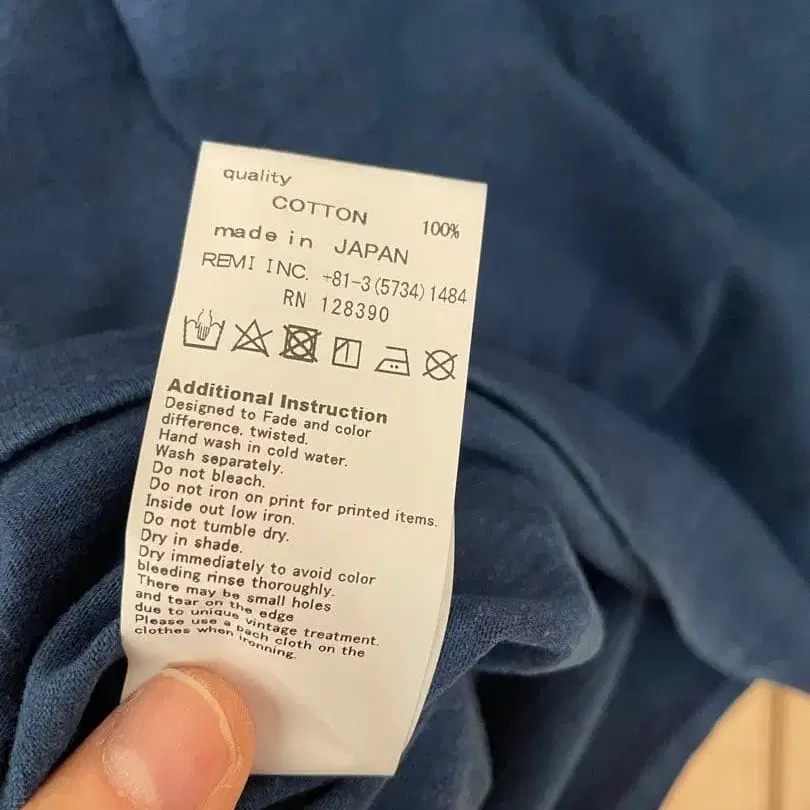 quality
COTTON 100%
made in JAPAN
REMI INC. +81-3(5734)1484
RN 128390
Additional Instruction
Designed to Fade and color
difference, twisted.
Hand wash in cold water.
Wash separately.
Do not bleach.
Do not iron on print for printed items.
Inside out low iron.
Do not tumble dry.
Dry in shade.
Dry immediately to avoid color
bleeding rinse thoroughly.
There may be small holes
and tear on the edge
due to unique vintage treatment.
Please use a pach cloth on the
clothes when ironning.